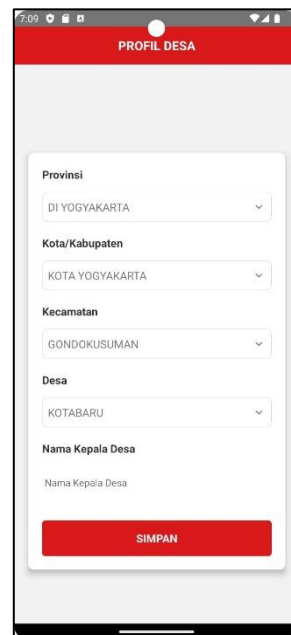 7:09
PROFIL DESA
Provinsi
DI YOGYAKARTA
Kota/Kabupaten
KOTA YOGYAKARTA
Kecamatan
GONDOKUSUMAN
Desa
KOTABARU
Nama Kepala Desa
Nama Kepala Desa
SIMPAN